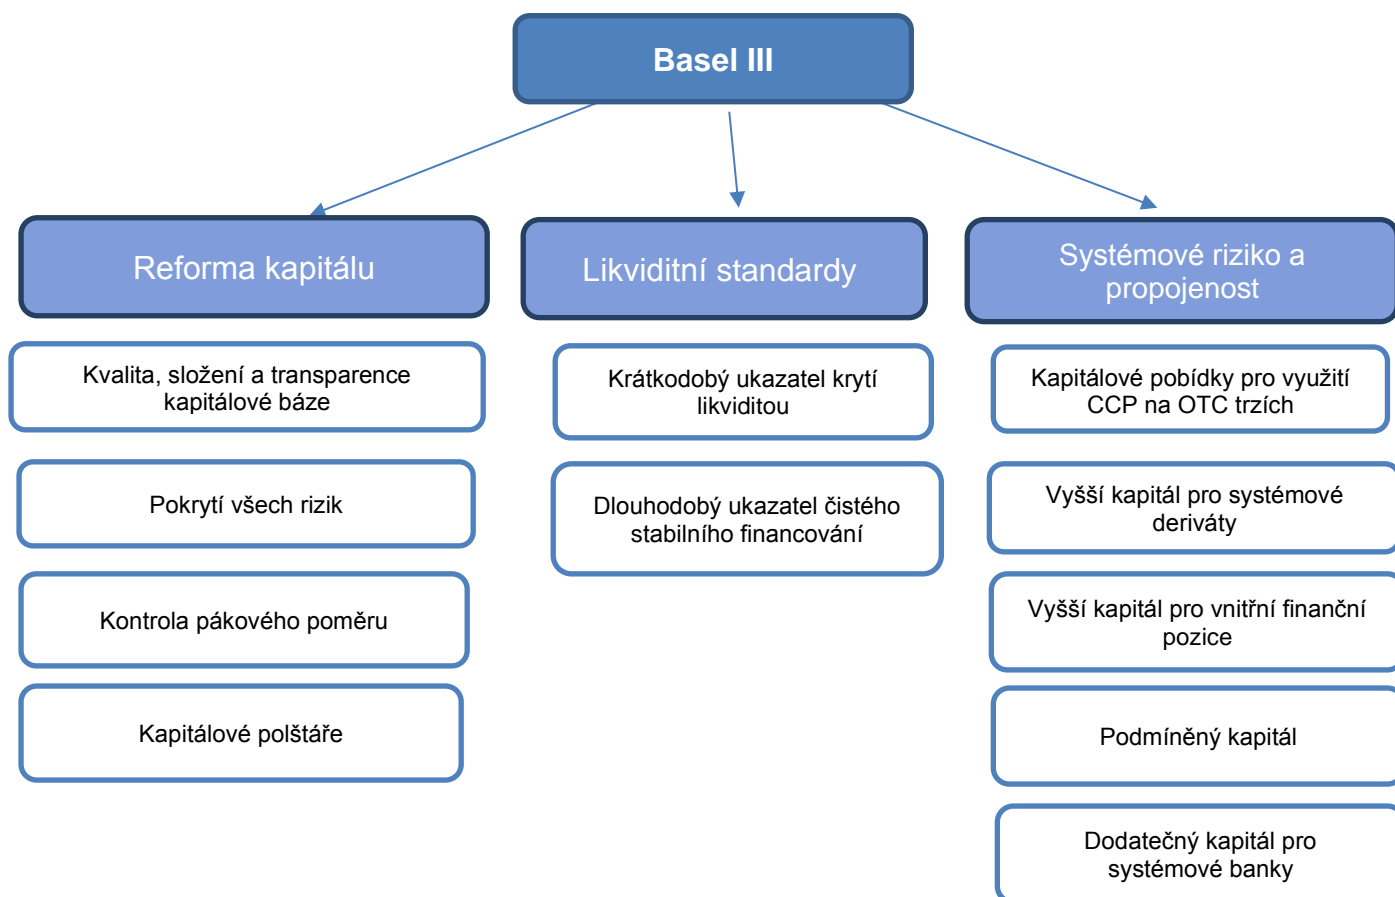 Basel III
Reforma kapitálu
Likviditní standardy
Systémové riziko a
propojenost
Kvalita, složení a transparence
kapitálové báze
Krátkodobý ukazatel krytí
likviditou
Kapitálové pobídky pro využití
CCP na OTC trzích
Pokrytí všech rizik
Dlouhodobý ukazatel čistého
stabilního financování
Vyšší kapitál pro systémové
deriváty
Kontrola pákového poměru
Vyšší kapitál pro vnitřní finanční
pozice
Kapitálové polštáře
Podmíněný kapitál
Dodatečný kapitál pro
systémové banky